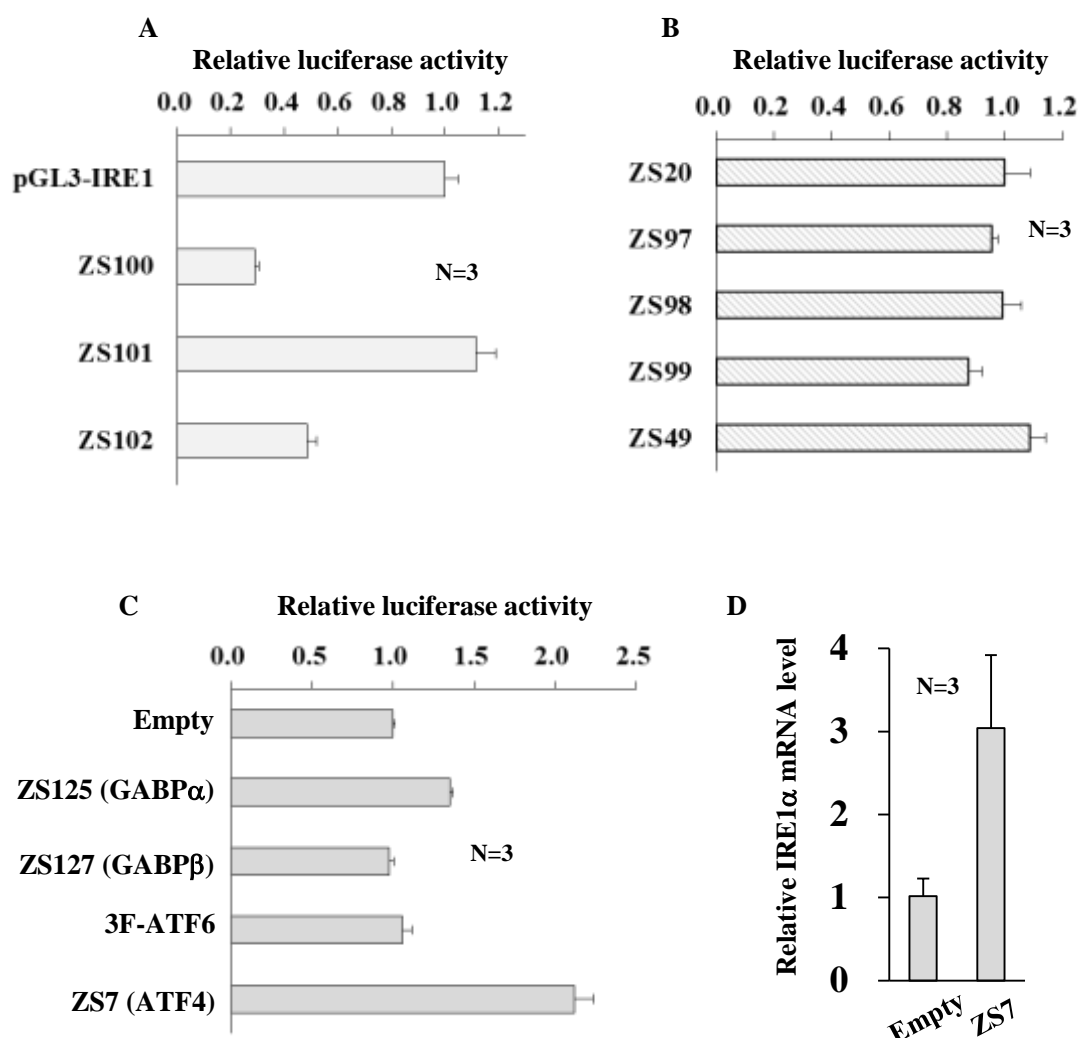 A
Relative luciferase activity
0.0 0.2 0.4 0.6 0.8 1.0 1.2
pGL3-IRE1
ZS100
N=3
ZS101
ZS102
B
Relative luciferase activity
0.0 0.2 0.4 0.6 0.8 1.0 1.2
ZS20
ZS97
N=3
ZS98
ZS99
ZS49
C
Relative luciferase activity
0.0 0.5 1.0 1.5 2.0 2.5
Empty
ZS125 (GABPα)
ZS127 (GABPβ)
N=3
3F-ATF6
ZS7 (ATF4)
D
Relative IRE1α mRNA level
4
3
2
1
0
N=3
Empty ZS7